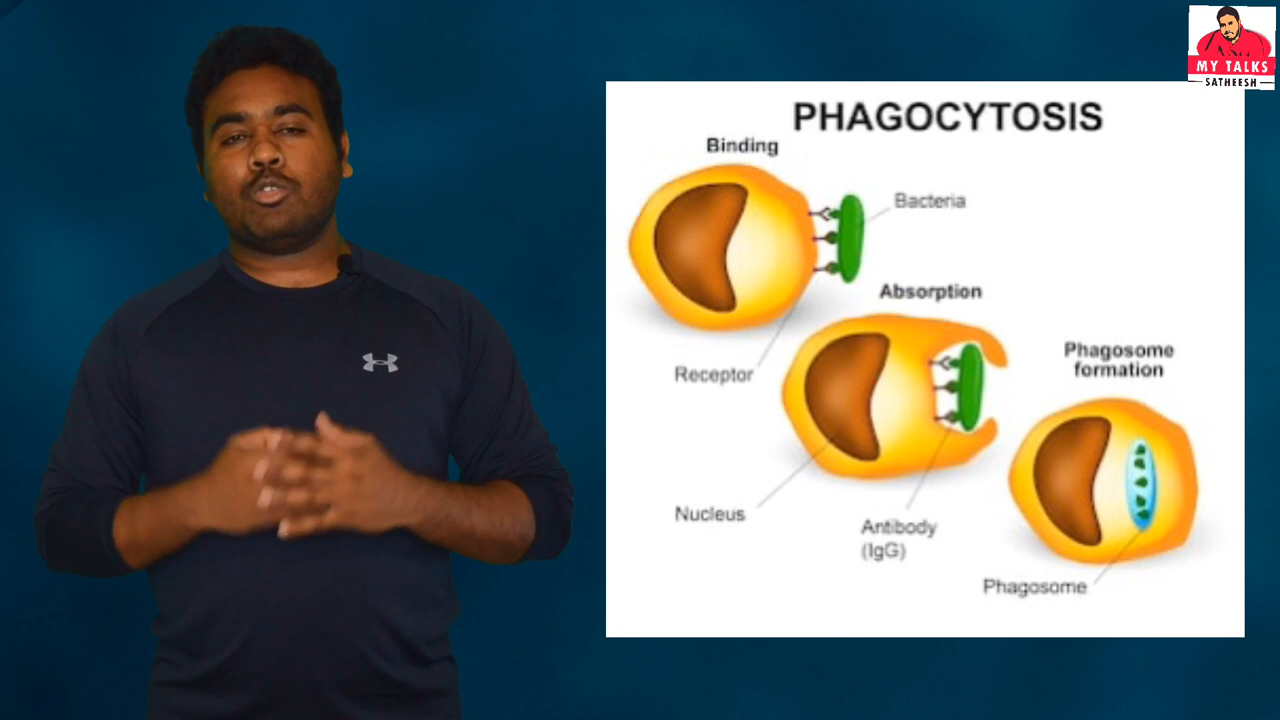 MY TALKS
SATHEESH
PHAGOCYTOSIS
Binding
Bacteria
Absorption
Receptor
Phagosome
formation
Nucleus
Antibody
(IgG)
Phagosome